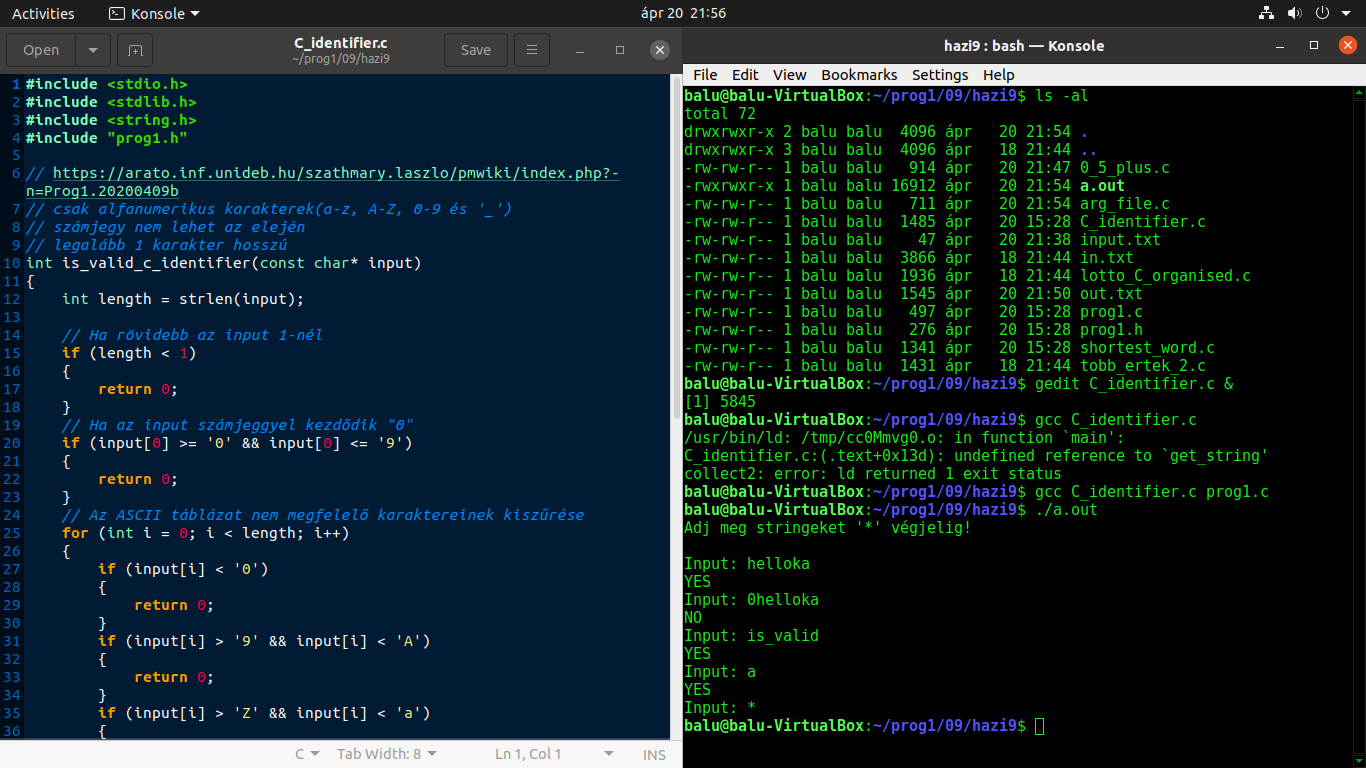 Activities Konsole ápr 20 21:56
Open C_identifier.c Save
~/prog1/09/hazi9
1 #include <stdio.h>
2 #include <stdlib.h>
3 #include <string.h>
4 #include "prog1.h"
5
6 // https://arato.inf.unideb.hu/szathmary.laszlo/pmwiki/index.php?-
n=Prog1.20200409b
7 // csak alfanumerikus karakterek(a-z, A-Z, 0-9 és '_')
8 // számjegy nem lehet az elején
9 // legalább 1 karakter hosszú
10 int is_valid_c_identifier(const char* input)
11 {
12 int length = strlen(input);
13
14 // Ha rövidebb az input 1-nél
15 if (length < 1)
16 {
17 return 0;
18 }
19 // Ha az input számjeggyel kezdődik "0"
20 if (input[0] >= '0' && input[0] <= '9')
21 {
22 return 0;
23 }
24 // Az ASCII táblázat nem megfelelő karaktereinek kiszűrése
25 for (int i = 0; i < length; i++)
26 {
27 if (input[i] < '0')
28 {
29 return 0;
30 }
31 if (input[i] > '9' && input[i] < 'A')
32 {
33 return 0;
34 }
35 if (input[i] > 'Z' && input[i] < 'a')
36 {
C Tab Width: 8 Ln 1, Col 1 INS
hazi9 : bash — Konsole
File Edit View Bookmarks Settings Help
balu@balu-VirtualBox:~/prog1/09/hazi9$ ls -al
total 72
drwxrwxr-x 2 balu balu 4096 ápr 20 21:54 .
drwxrwxr-x 3 balu balu 4096 ápr 18 21:44 ..
-rw-rw-r-- 1 balu balu 914 ápr 20 21:47 0_5_plus.c
-rwxrwxr-x 1 balu balu 16912 ápr 20 21:54 a.out
-rw-rw-r-- 1 balu balu 711 ápr 20 21:54 arg_file.c
-rw-rw-r-- 1 balu balu 1485 ápr 20 15:28 C_identifier.c
-rw-rw-r-- 1 balu balu 47 ápr 20 21:38 input.txt
-rw-rw-r-- 1 balu balu 3866 ápr 18 21:44 in.txt
-rw-rw-r-- 1 balu balu 1936 ápr 18 21:44 lotto_C_organised.c
-rw-rw-r-- 1 balu balu 1545 ápr 20 21:50 out.txt
-rw-rw-r-- 1 balu balu 497 ápr 20 15:28 prog1.c
-rw-rw-r-- 1 balu balu 276 ápr 20 15:28 prog1.h
-rw-rw-r-- 1 balu balu 1341 ápr 20 15:28 shortest_word.c
-rw-rw-r-- 1 balu balu 1431 ápr 18 21:44 tobb_ertek_2.c
balu@balu-VirtualBox:~/prog1/09/hazi9$ gedit C_identifier.c &
[1] 5845
balu@balu-VirtualBox:~/prog1/09/hazi9$ gcc C_identifier.c
/usr/bin/ld: /tmp/cc0Mmvg0.o: in function `main':
C_identifier.c:(.text+0x13d): undefined reference to `get_string'
collect2: error: ld returned 1 exit status
balu@balu-VirtualBox:~/prog1/09/hazi9$ gcc C_identifier.c prog1.c
balu@balu-VirtualBox:~/prog1/09/hazi9$ ./a.out
Adj meg stringeket '*' végjelig!

Input: helloka
YES
Input: 0helloka
NO
Input: is_valid
YES
Input: a
YES
Input: *
balu@balu-VirtualBox:~/prog1/09/hazi9$